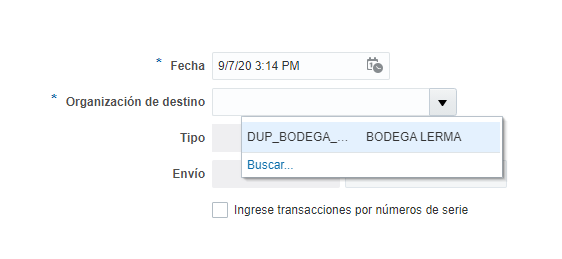 * Fecha 9/7/20 3:14 PM
* Organización de destino
DUP_BODEGA_... BODEGA LERMA
Tipo
Buscar...
Envío
Ingrese transacciones por números de serie